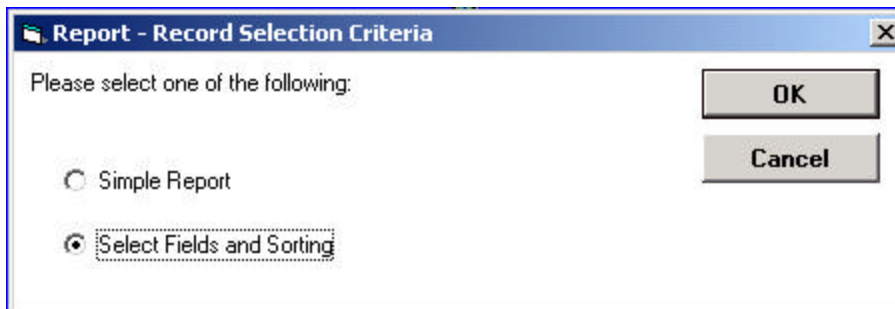 Report - Record Selection Criteria
Please select one of the following:
OK
Cancel
Simple Report
Select Fields and Sorting